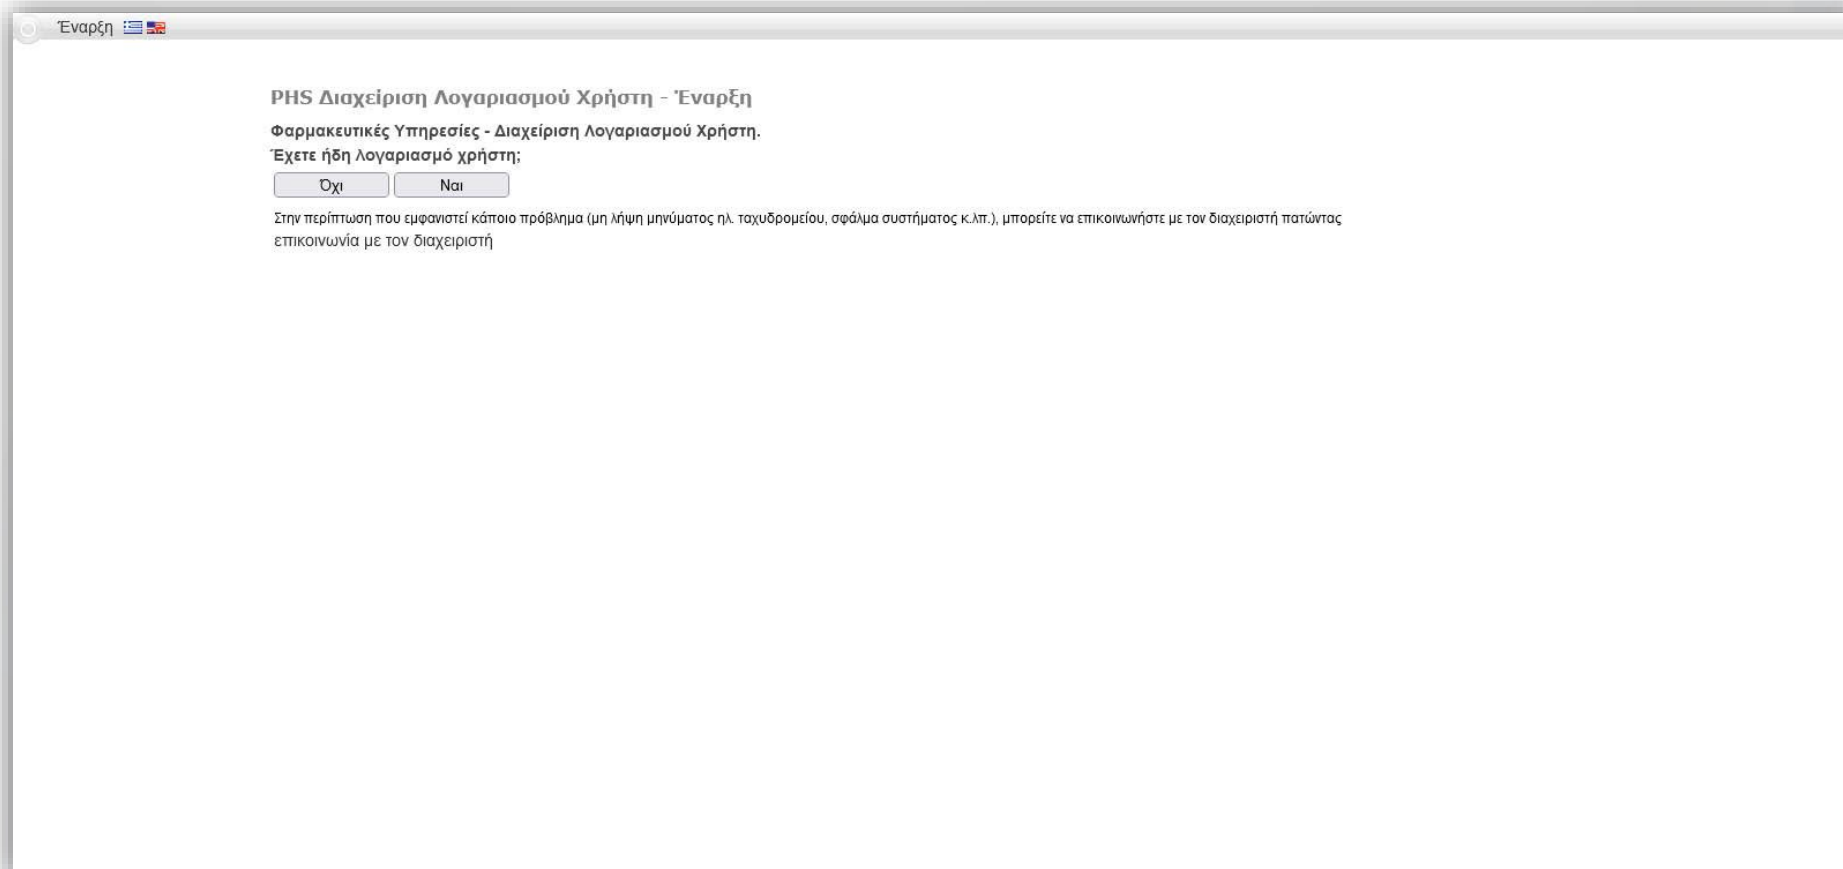 Έναρξη
PHS Διαχείριση Λογαριασμού Χρήστη - Έναρξη
Φαρμακευτικές Υπηρεσίες - Διαχείριση Λογαριασμού Χρήστη.
Έχετε ήδη λογαριασμό χρήστη;
Όχι Ναι
Στην περίπτωση που εμφανιστεί κάποιο πρόβλημα (μη λήψη μηνύματος ηλ. ταχυδρομείου, σφάλμα συστήματος κ.λπ.), μπορείτε να επικοινωνήστε με τον διαχειριστή πατώντας
επικοινωνία με τον διαχειριστή